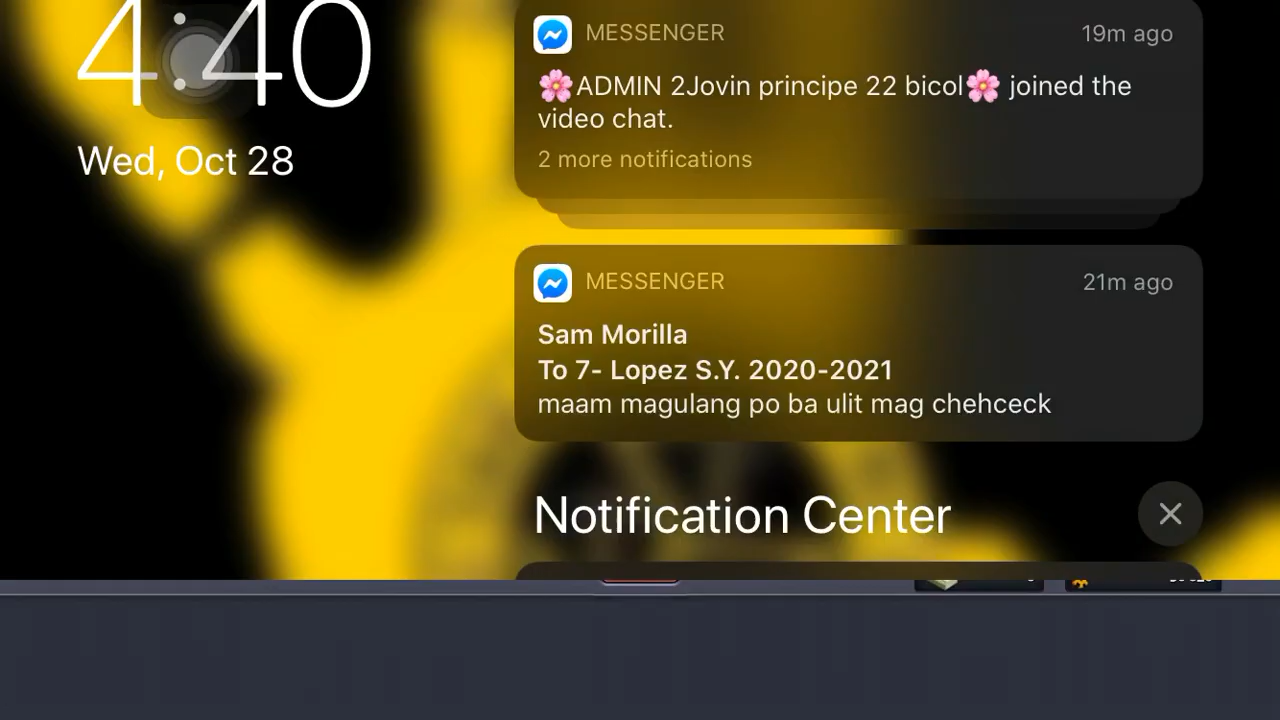 4:40
Wed, Oct 28
MESSENGER
19m ago
🌸ADMIN 2Jovin principe 22 bicol🌸 joined the
video chat.
2 more notifications
MESSENGER
21m ago
Sam Morilla
To 7- Lopez S.Y. 2020-2021
maam magulang po ba ulit mag chehceck
Notification Center